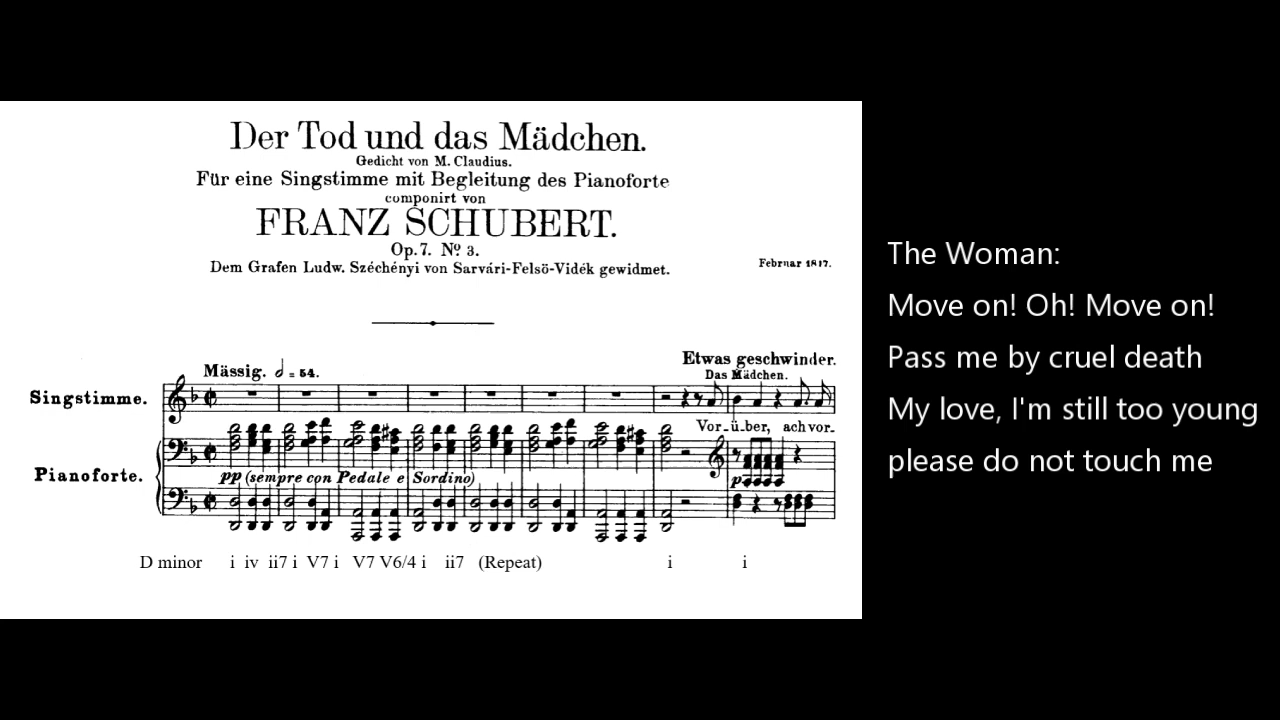 Der Tod und das Mädchen.
Gedicht von M. Claudius.
Für eine Singstimme mit Begleitung des Pianoforte
componirt von
FRANZ SCHUBERT.
Op. 7. Nº 3.
Dem Grafen Ludw. Széchényi von Sarvári-Felsö-Vidék gewidmet.
Februar 1817.
Etwas geschwinder.
Mässig. 𝅗𝅥 = 54.
Das Mädchen.
Singstimme.
Vor-ü-ber, ach vor-
Pianoforte.
pp (sempre con Pedale e Sordino)
p
D minor i iv ii7 i V7 i V7 V6/4 i ii7 (Repeat) i i
The Woman:
Move on! Oh! Move on!
Pass me by cruel death
My love, I'm still too young
please do not touch me